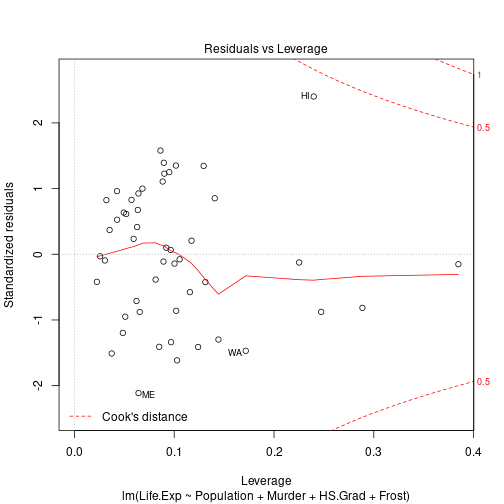 Residuals vs Leverage
Standardized residuals
2
1
0
-1
-2
HI
WA
ME
1
0.5
0.5
Cook's distance
0.0
0.1
0.2
0.3
0.4
Leverage
lm(Life.Exp ~ Population + Murder + HS.Grad + Frost)